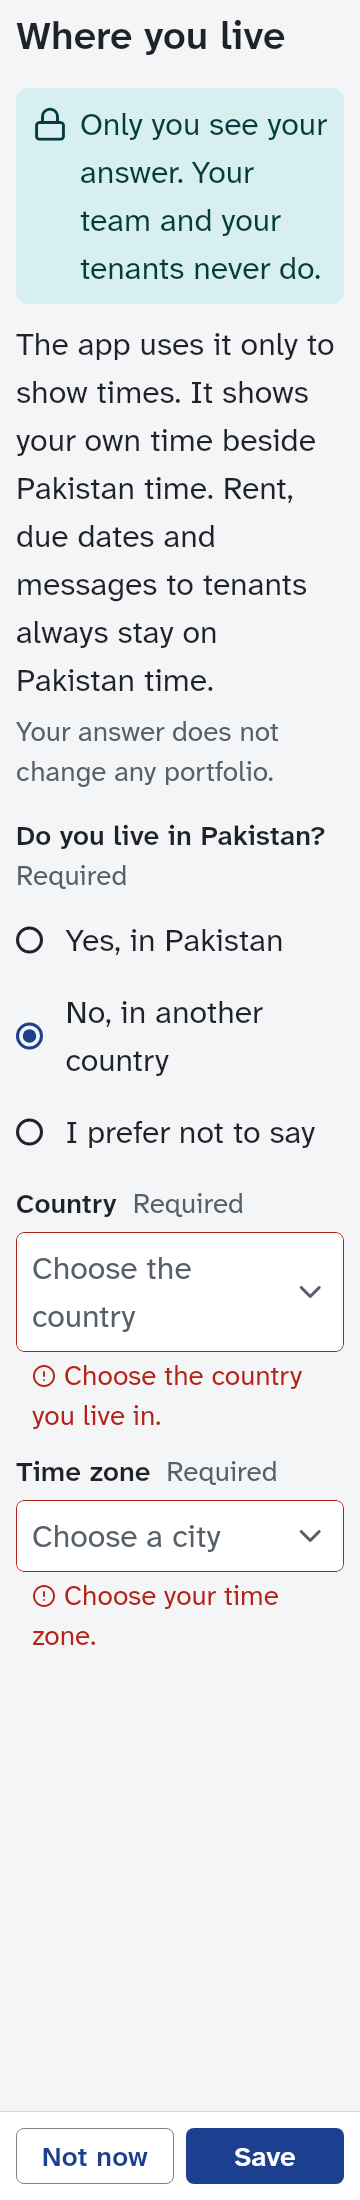 Where you live
Only you see your
answer. Your
team and your
tenants never do.
The app uses it only to
show times. It shows
your own time beside
Pakistan time. Rent,
due dates and
messages to tenants
always stay on
Pakistan time.
Your answer does not
change any portfolio.
Do you live in Pakistan?
Required
Yes, in Pakistan
No, in another
country
I prefer not to say
Country Required
Choose the
country
Choose the country
you live in.
Time zone Required
Choose a city
Choose your time
zone.
Not now Save